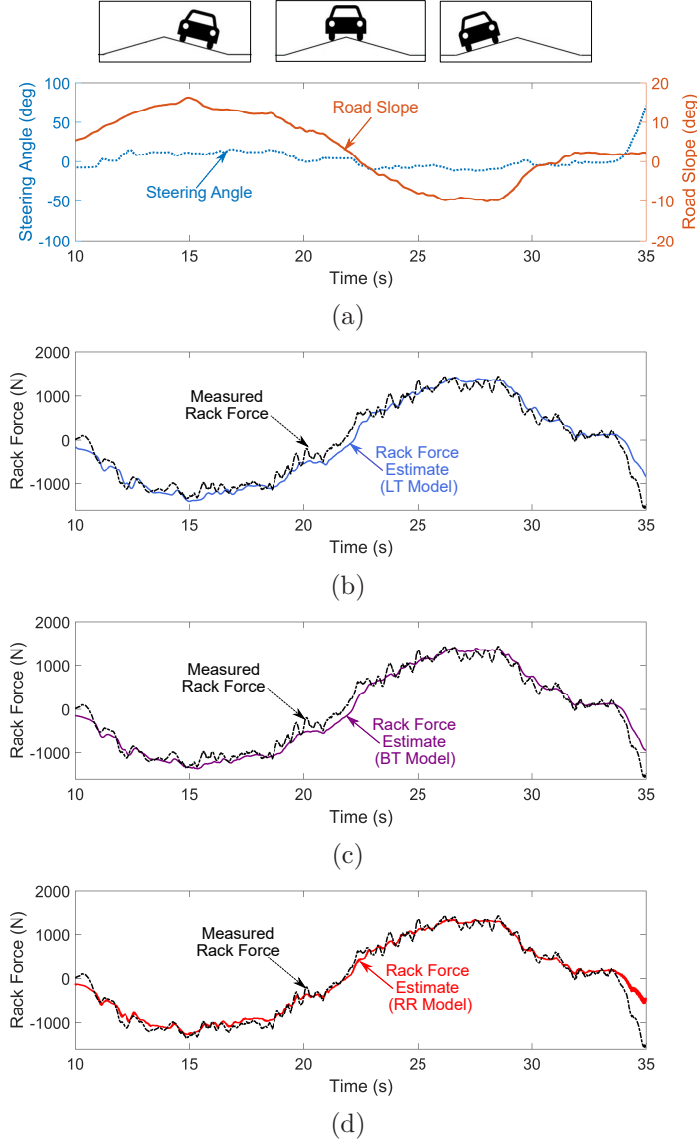 100
50
0
-50
-100
Steering Angle (deg)
Road Slope
Steering Angle
20
10
0
-10
-20
Road Slope (deg)
10 15 20 25 30 35
Time (s)
(a)
2000
1000
0
-1000
Rack Force (N)
Measured
Rack Force
Rack Force
Estimate
(LT Model)
10 15 20 25 30 35
Time (s)
(b)
2000
1000
0
-1000
Rack Force (N)
Measured
Rack Force
Rack Force
Estimate
(BT Model)
10 15 20 25 30 35
Time (s)
(c)
2000
1000
0
-1000
Rack Force (N)
Measured
Rack Force
Rack Force
Estimate
(RR Model)
10 15 20 25 30 35
Time (s)
(d)